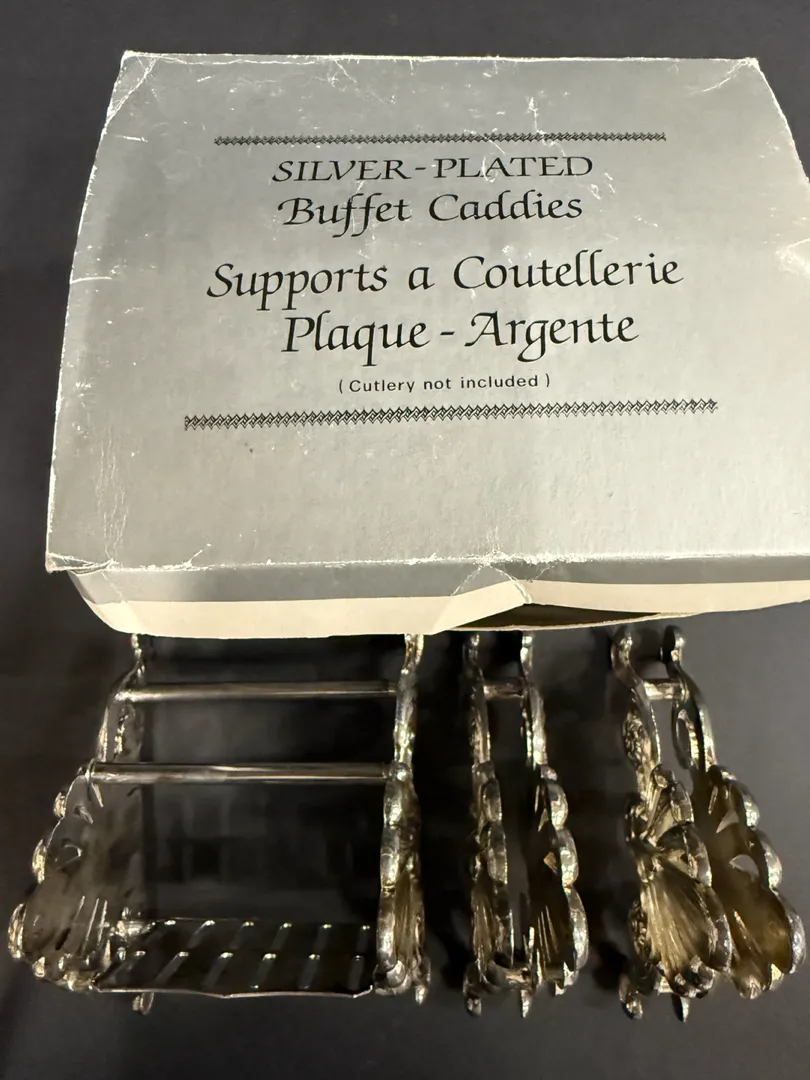 SILVER-PLATED
Buffet Caddies
Supports a Coutellerie
Plaque-Argente
(Cutlery not included)